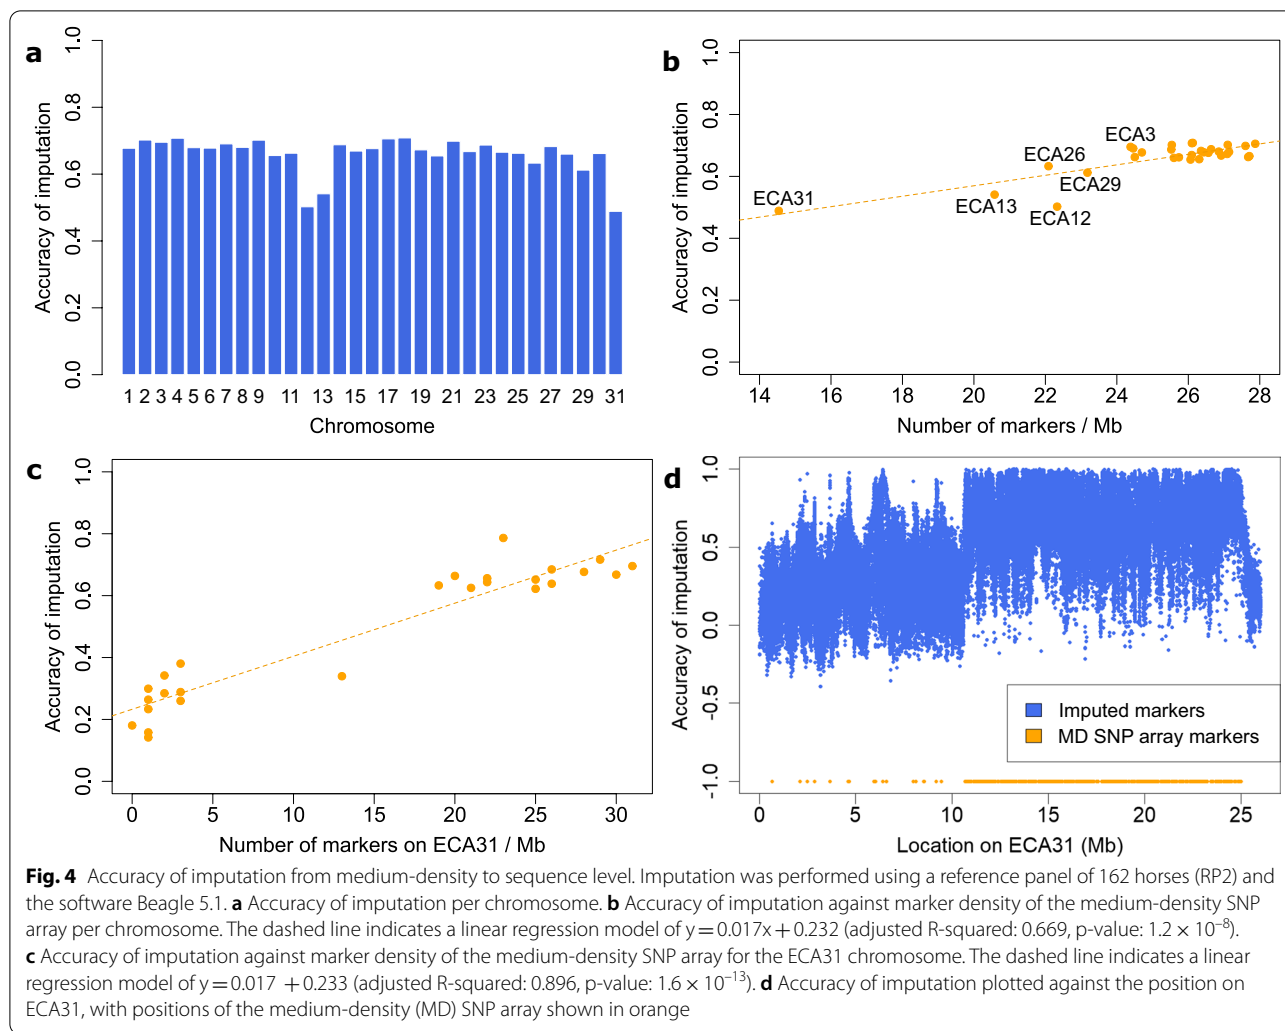 a
1.0
0.8
0.6
0.4
0.2
0.0
Accuracy of imputation
1 2 3 4 5 6 7 8 9 11 13 15 17 19 21 23 25 27 29 31
Chromosome
b
1.0
0.8
0.6
0.4
0.2
0.0
Accuracy of imputation
ECA3
ECA26
ECA29
ECA31
ECA13
ECA12
14 16 18 20 22 24 26 28
Number of markers / Mb
c
1.0
0.8
0.6
0.4
0.2
0.0
Accuracy of imputation
0 5 10 15 20 25 30
Number of markers on ECA31 / Mb
d
1.0
0.5
0.0
-0.5
-1.0
Accuracy of imputation
Imputed markers
MD SNP array markers
0 5 10 15 20 25
Location on ECA31 (Mb)
Fig. 4 Accuracy of imputation from medium-density to sequence level. Imputation was performed using a reference panel of 162 horses (RP2) and
the software Beagle 5.1. a Accuracy of imputation per chromosome. b Accuracy of imputation against marker density of the medium-density SNP
array per chromosome. The dashed line indicates a linear regression model of y = 0.017x + 0.232 (adjusted R-squared: 0.669, p-value: 1.2 × 10⁻⁸).
c Accuracy of imputation against marker density of the medium-density SNP array for the ECA31 chromosome. The dashed line indicates a linear
regression model of y = 0.017 + 0.233 (adjusted R-squared: 0.896, p-value: 1.6 × 10⁻¹³). d Accuracy of imputation plotted against the position on
ECA31, with positions of the medium-density (MD) SNP array shown in orange